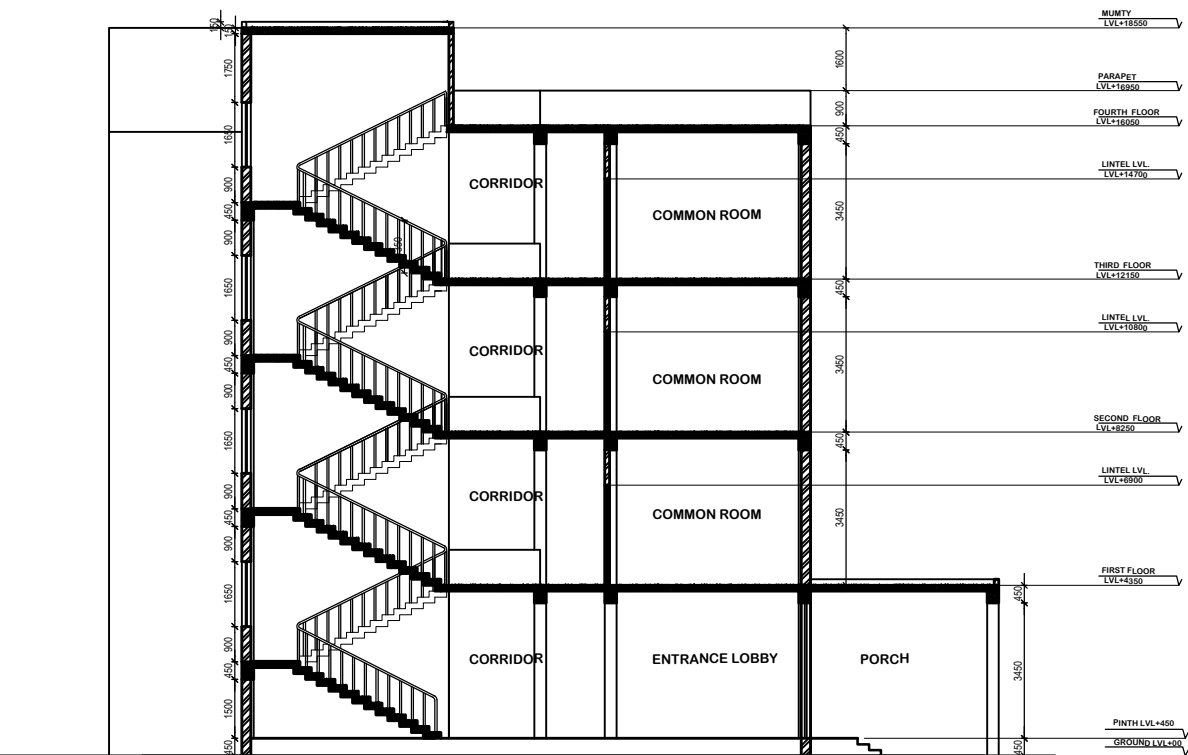 MUMTY
LVL+18550
150
150
1750
1600
PARAPET
LVL+16950
900
FOURTH FLOOR
LVL+16050
450
1650
LINTEL LVL.
LVL+14700
CORRIDOR
900
COMMON ROOM
3450
450
900
THIRD FLOOR
LVL+12150
450
1650
LINTEL LVL.
LVL+10800
900
CORRIDOR
3450
450
COMMON ROOM
900
SECOND FLOOR
LVL+8250
450
1650
LINTEL LVL.
LVL+6900
900
CORRIDOR
450
COMMON ROOM
3450
900
FIRST FLOOR
LVL+4350
450
1650
900
CORRIDOR
ENTRANCE LOBBY
PORCH
450
3450
1500
PINTH LVL+450
450
450
GROUND LVL+00